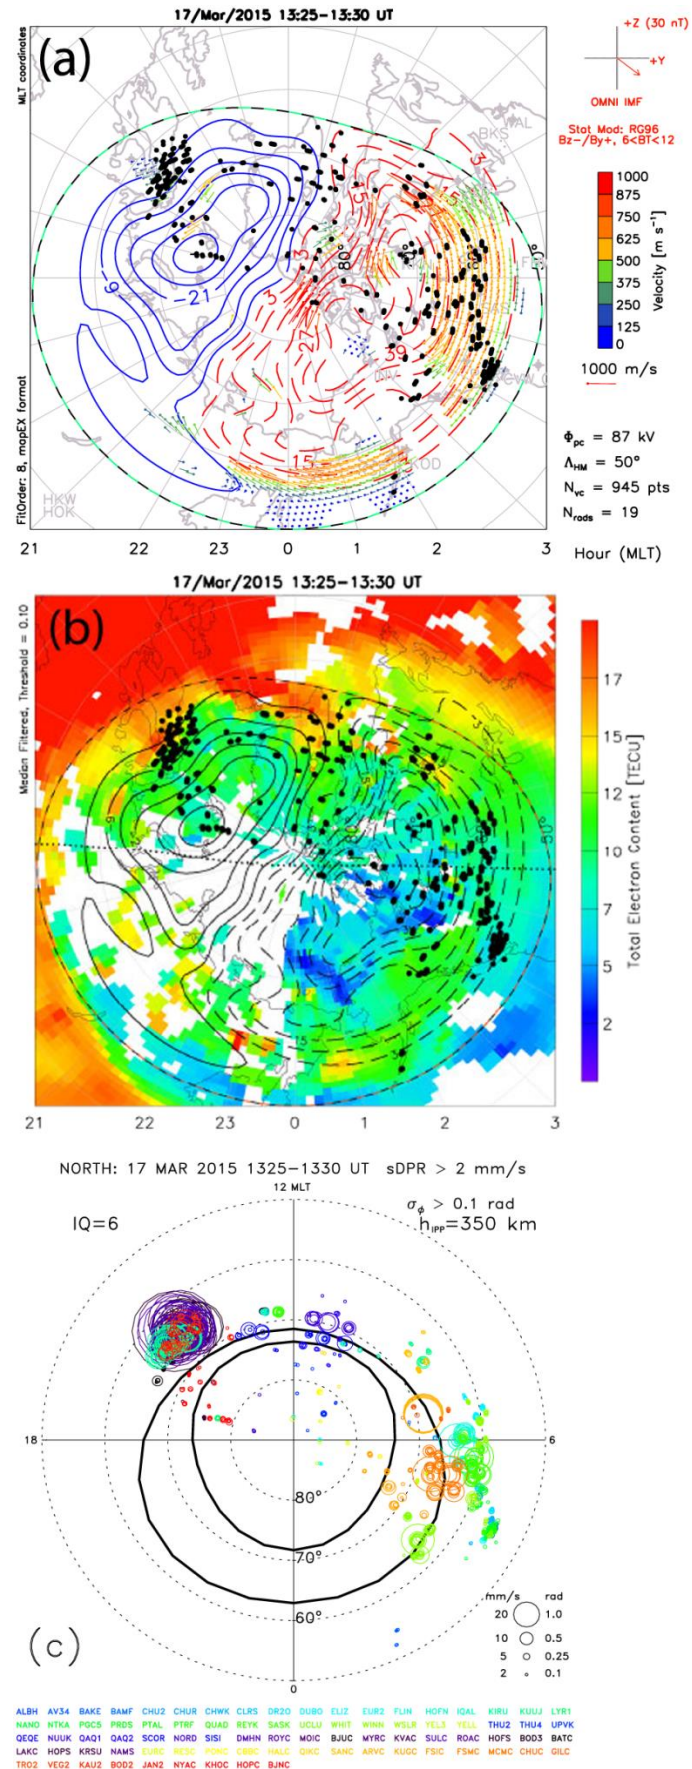 17/Mar/2015 13:25-13:30 UT
(a)
MLT coordinates
FitOrder: 8, mapEX format
+Z (30 nT)
+Y
OMNI IMF
Stat Mod: RG96
Bz-/By+, 6<BT<12
1000
875
750
625
500
375
250
125
0
Velocity [m s⁻¹]
1000 m/s
Φpc = 87 kV
ΛHM = 50°
Nvc = 945 pts
Nrads = 19
BKS
80°
50°
-9
-21
3
15
3
39
INV
15
KOD
HKW
HOK
21 22 23 0 1 2 3 Hour (MLT)
17/Mar/2015 13:25-13:30 UT
(b)
Median Filtered, Threshold = 0.10
80°
50°
15
17
15
12
10
7
5
2
Total Electron Content [TECU]
21 22 23 0 1 2 3
NORTH: 17 MAR 2015 1325-1330 UT sDPR > 2 mm/s
12 MLT
IQ=6
σφ > 0.1 rad
hIPP=350 km
18
6
80°
70°
60°
0
mm/s rad
20 1.0
10 0.5
5 0.25
2 0.1
(c)
ALBH AV34 BAKE BAMF CHU2 CHUR CHWK CLRS DR2O DUBO ELIZ EUR2 FLIN HOFN IQAL KIRU KUUJ LYR1
NANO NTKA PGC5 PRDS PTAL PTRF QUAD REYK SASK UCLU WHIT WINN WSLR YEL3 YELL THU2 THU4 UPVK
QEQE NUUK QAQ1 QAQ2 SCOR NORD SISI DMHN ROYC MOIC BJUC MYRC KVAC SULC ROAC HOFS BOD3 BATC
LAKC HOPS KRSU NAMS EURC RESC PONC CBBC HALC QIKC SANC ARVC KUGC FSIC FSMC MCMC CHUC GILC
TRO2 VEG2 KAU2 BOD2 JAN2 NYAC KHOC HOPC BJNC